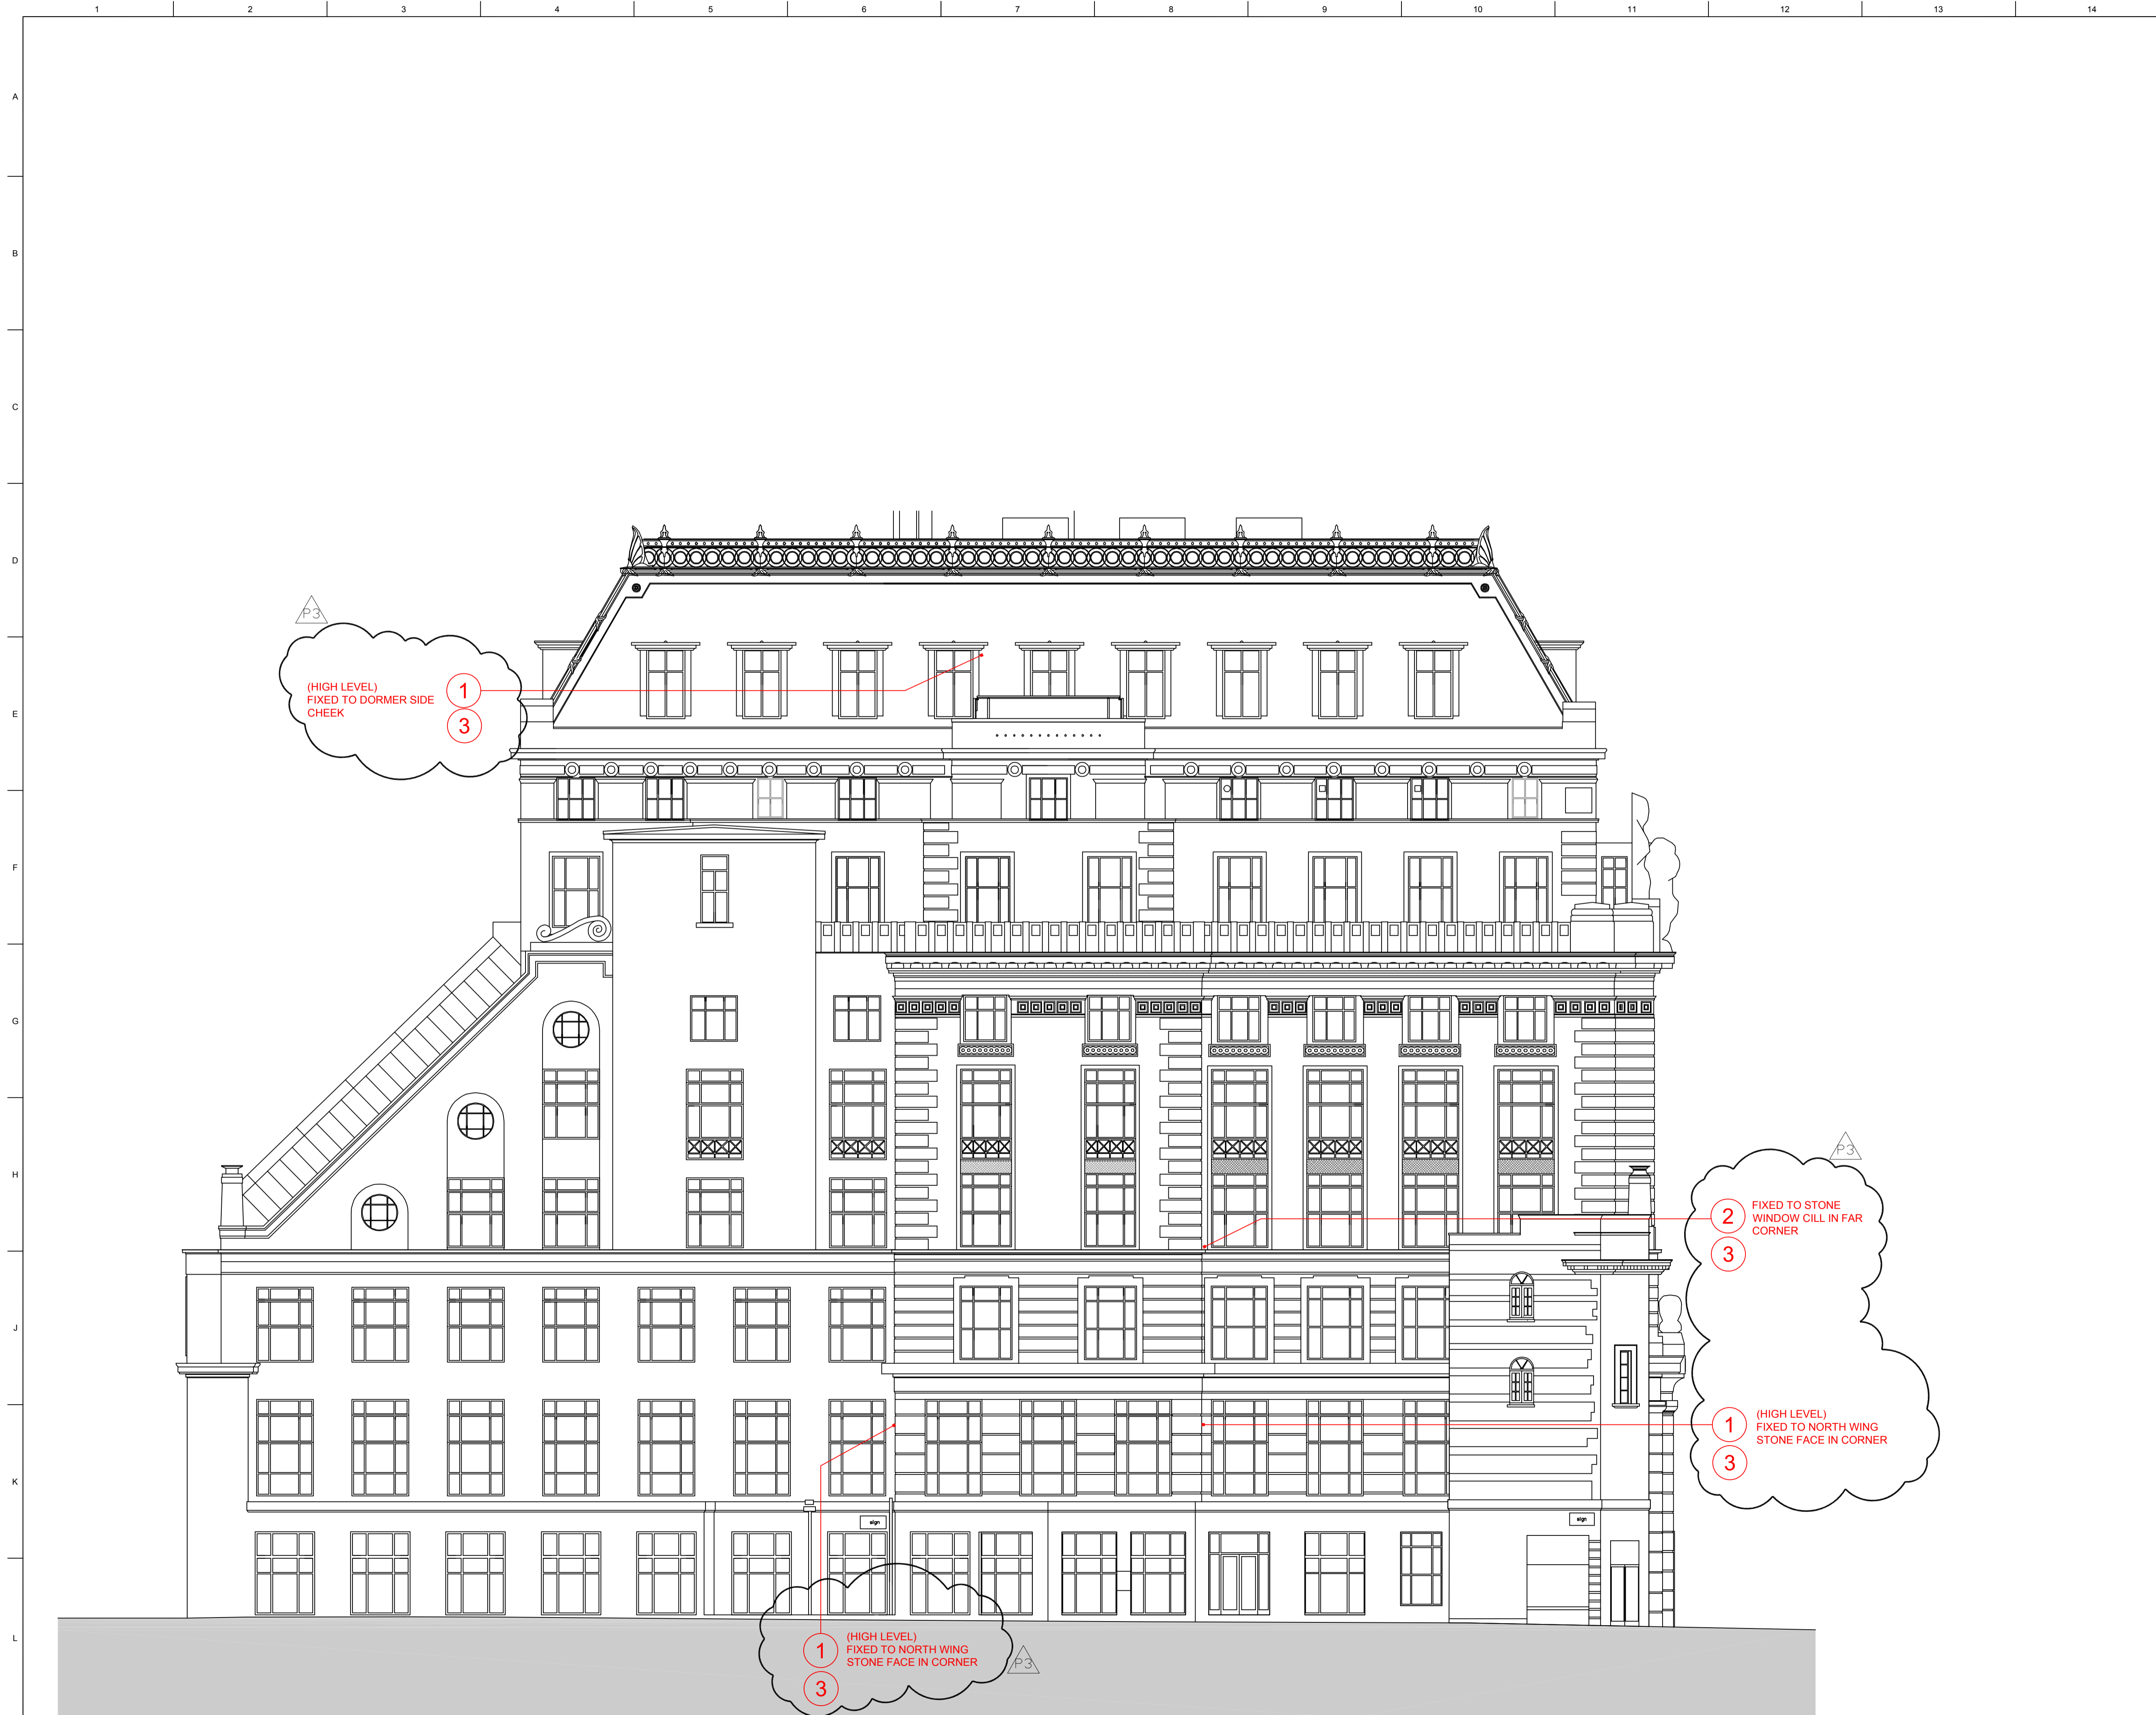 1 2 3 4 5 6 7 8 9 10 11 12 13 14
A
B
C
D
P3
E
(HIGH LEVEL)
FIXED TO DORMER SIDE
CHEEK
1
3
F
G
H
P3
2
3
FIXED TO STONE
WINDOW CILL IN FAR
CORNER
J
1
3
(HIGH LEVEL)
FIXED TO NORTH WING
STONE FACE IN CORNER
K
sign
sign
L
1
3
(HIGH LEVEL)
FIXED TO NORTH WING
STONE FACE IN CORNER
P3